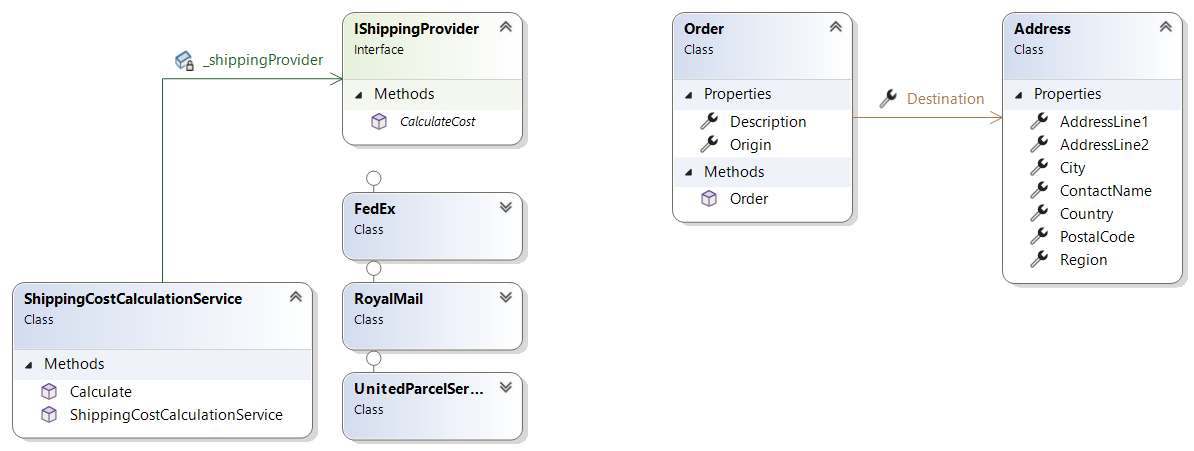 IShippingProvider
Interface
Methods
CalculateCost
_shippingProvider
FedEx
Class
RoyalMail
Class
UnitedParcelSer...
Class
ShippingCostCalculationService
Class
Methods
Calculate
ShippingCostCalculationService
Order
Class
Properties
Description
Origin
Methods
Order
Destination
Address
Class
Properties
AddressLine1
AddressLine2
City
ContactName
Country
PostalCode
Region